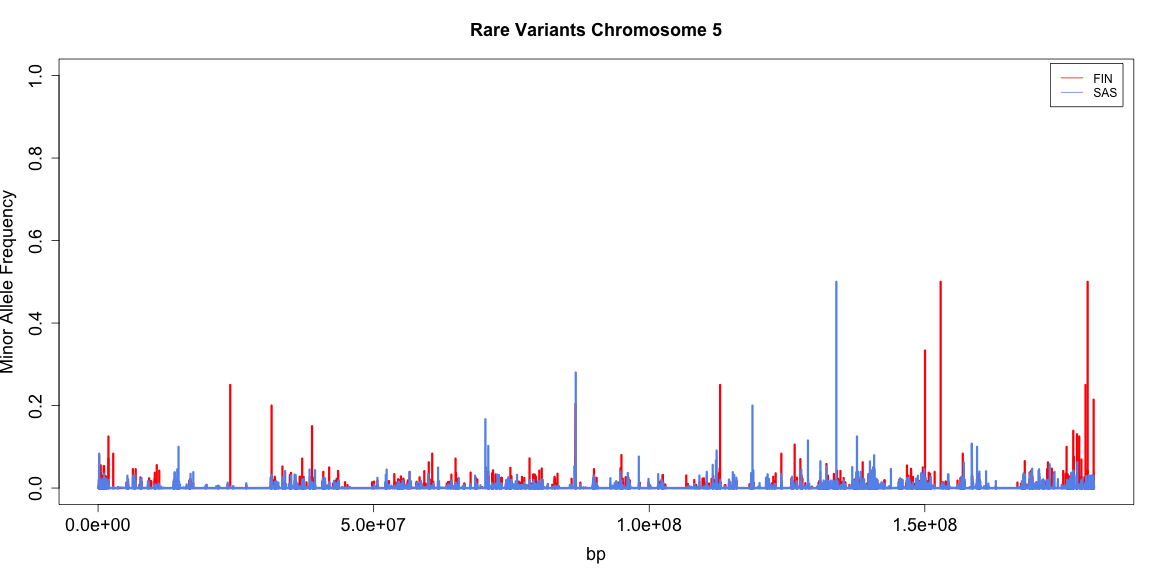 Rare Variants Chromosome 5
FIN
SAS
Minor Allele Frequency
1.0
0.8
0.6
0.4
0.2
0.0
0.0e+00
5.0e+07
1.0e+08
1.5e+08
bp